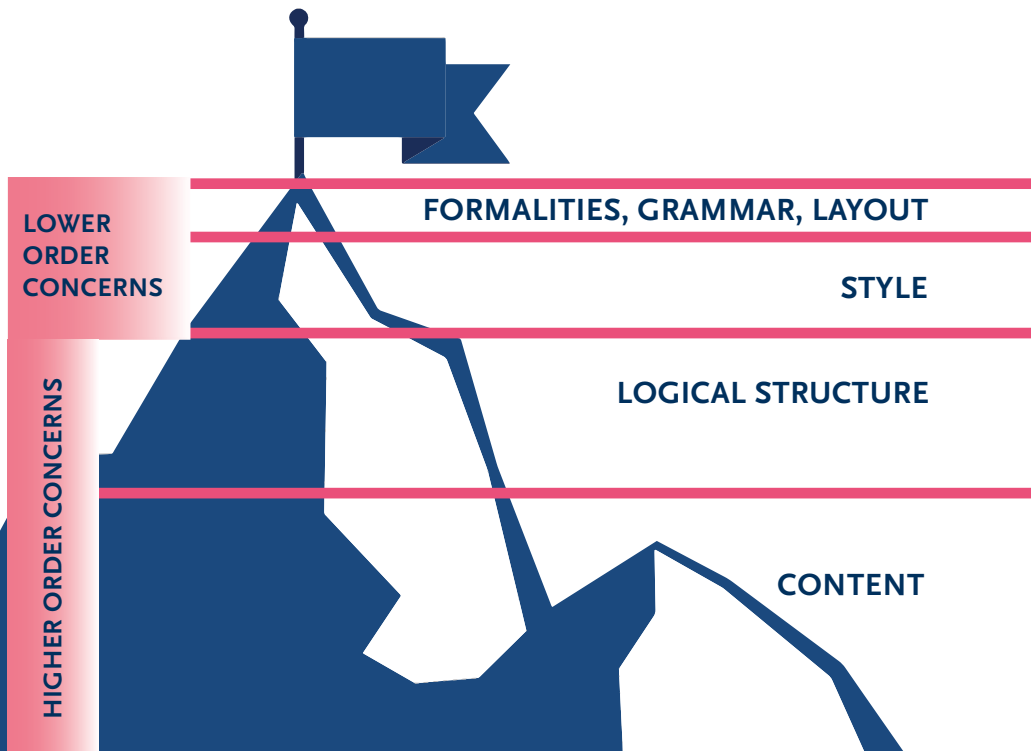 FORMALITIES, GRAMMAR, LAYOUT
LOWER
ORDER
CONCERNS
STYLE
LOGICAL STRUCTURE
HIGHER ORDER CONCERNS
CONTENT